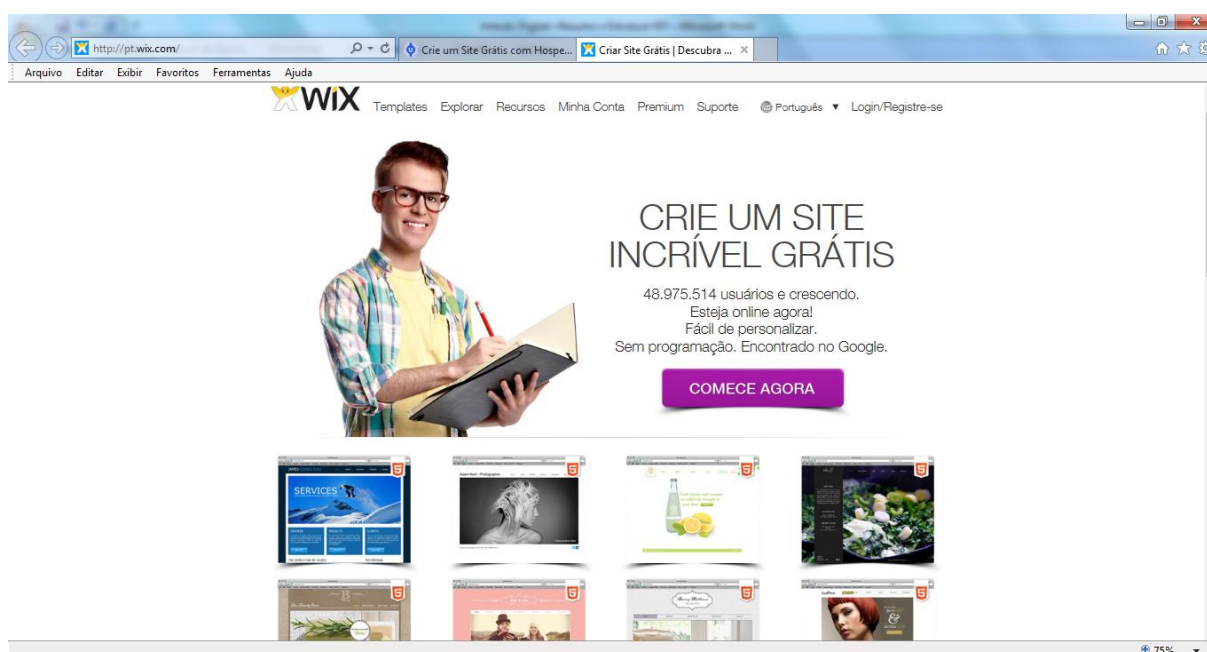 http://pt.wix.com/
Crie um Site Grátis com Hospe...
Criar Site Grátis | Descubra ...
Arquivo Editar Exibir Favoritos Ferramentas Ajuda
WiX Templates Explorar Recursos Minha Conta Premium Suporte Português Login/Registre-se
CRIE UM SITE
INCRÍVEL GRÁTIS
48.975.514 usuários e crescendo.
Esteja online agora!
Fácil de personalizar.
Sem programação. Encontrado no Google.
COMECE AGORA
SERVICES
75%